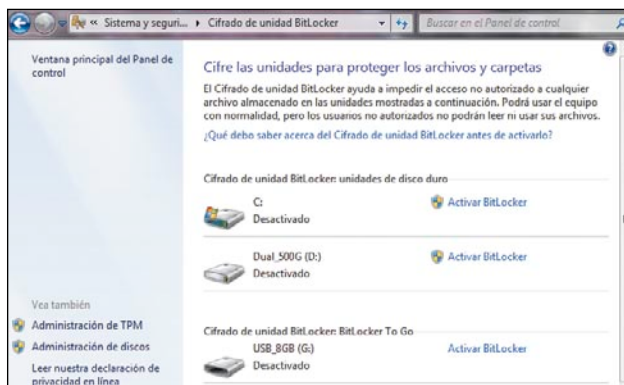 « Sistema y seguri... ▸ Cifrado de unidad BitLocker
Buscar en el Panel de control
Ventana principal del Panel de
control
Cifre las unidades para proteger los archivos y carpetas
El Cifrado de unidad BitLocker ayuda a impedir el acceso no autorizado a cualquier
archivo almacenado en las unidades mostradas a continuación. Podrá usar el equipo
con normalidad, pero los usuarios no autorizados no podrán leer ni usar sus archivos.
¿Qué debo saber acerca del Cifrado de unidad BitLocker antes de activarlo?
Cifrado de unidad BitLocker: unidades de disco duro
C:
Desactivado
Activar BitLocker
Dual_500G (D:)
Desactivado
Activar BitLocker
Cifrado de unidad BitLocker: BitLocker To Go
USB_8GB (G:)
Desactivado
Activar BitLocker
Vea también
Administración de TPM
Administración de discos
Leer nuestra declaración de
privacidad en línea